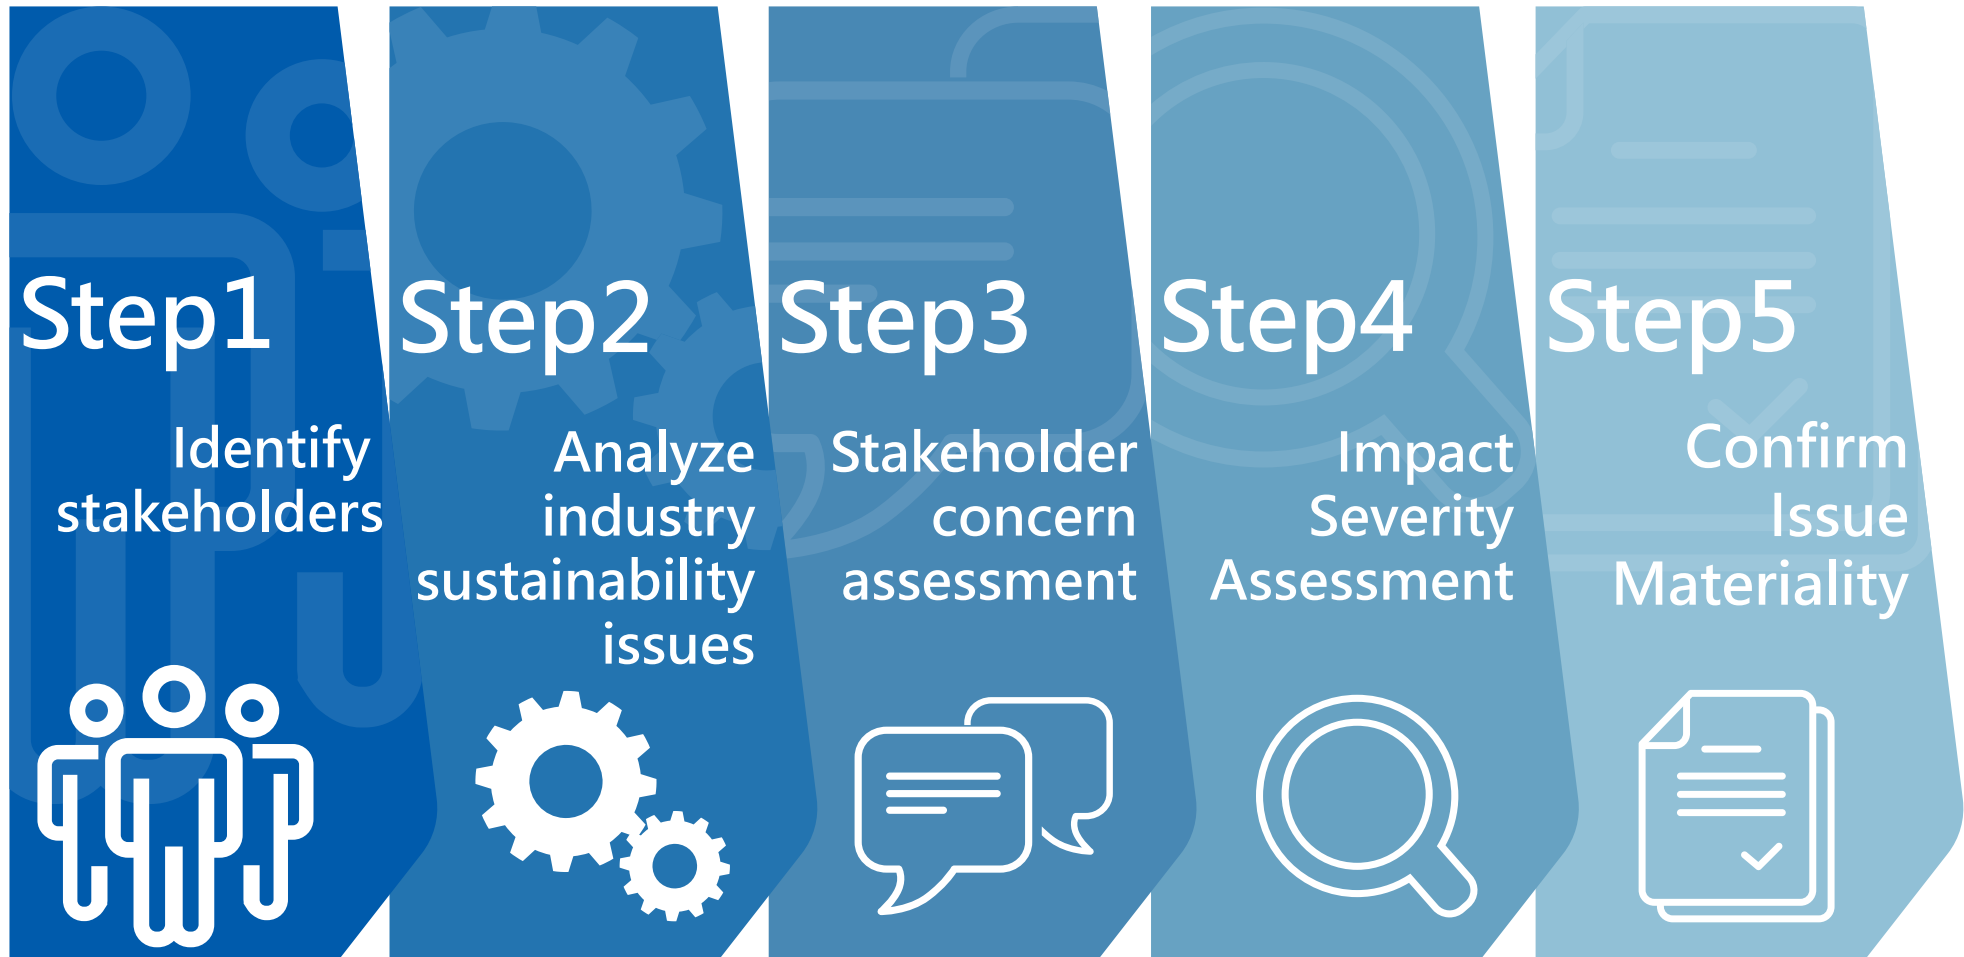 Step1
Identify
stakeholders
Step2
Analyze
industry
sustainability
issues
Step3
Stakeholder
concern
assessment
Step4
Impact
Severity
Assessment
Step5
Confirm
Issue
Materiality